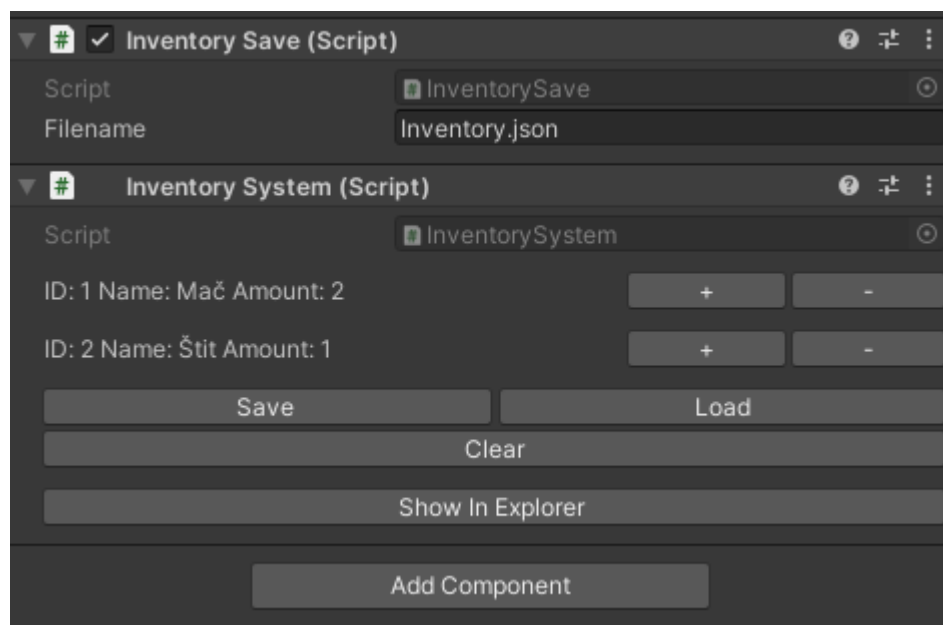 Inventory Save (Script)
Script InventorySave
Filename Inventory.json
Inventory System (Script)
Script InventorySystem
ID: 1 Name: Mač Amount: 2 + -
ID: 2 Name: Štit Amount: 1 + -
Save Load
Clear
Show In Explorer
Add Component